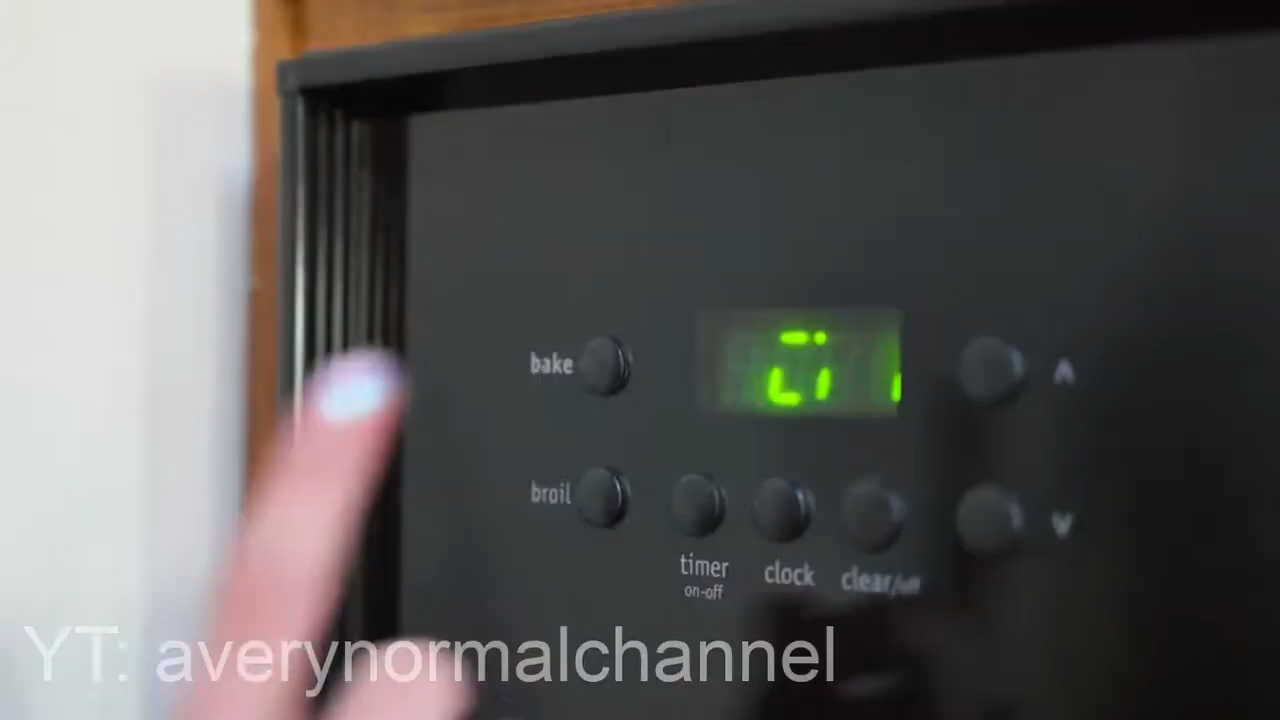 bake
broil
timer
on-off
clock
clear/off
YT: averynormalchannel